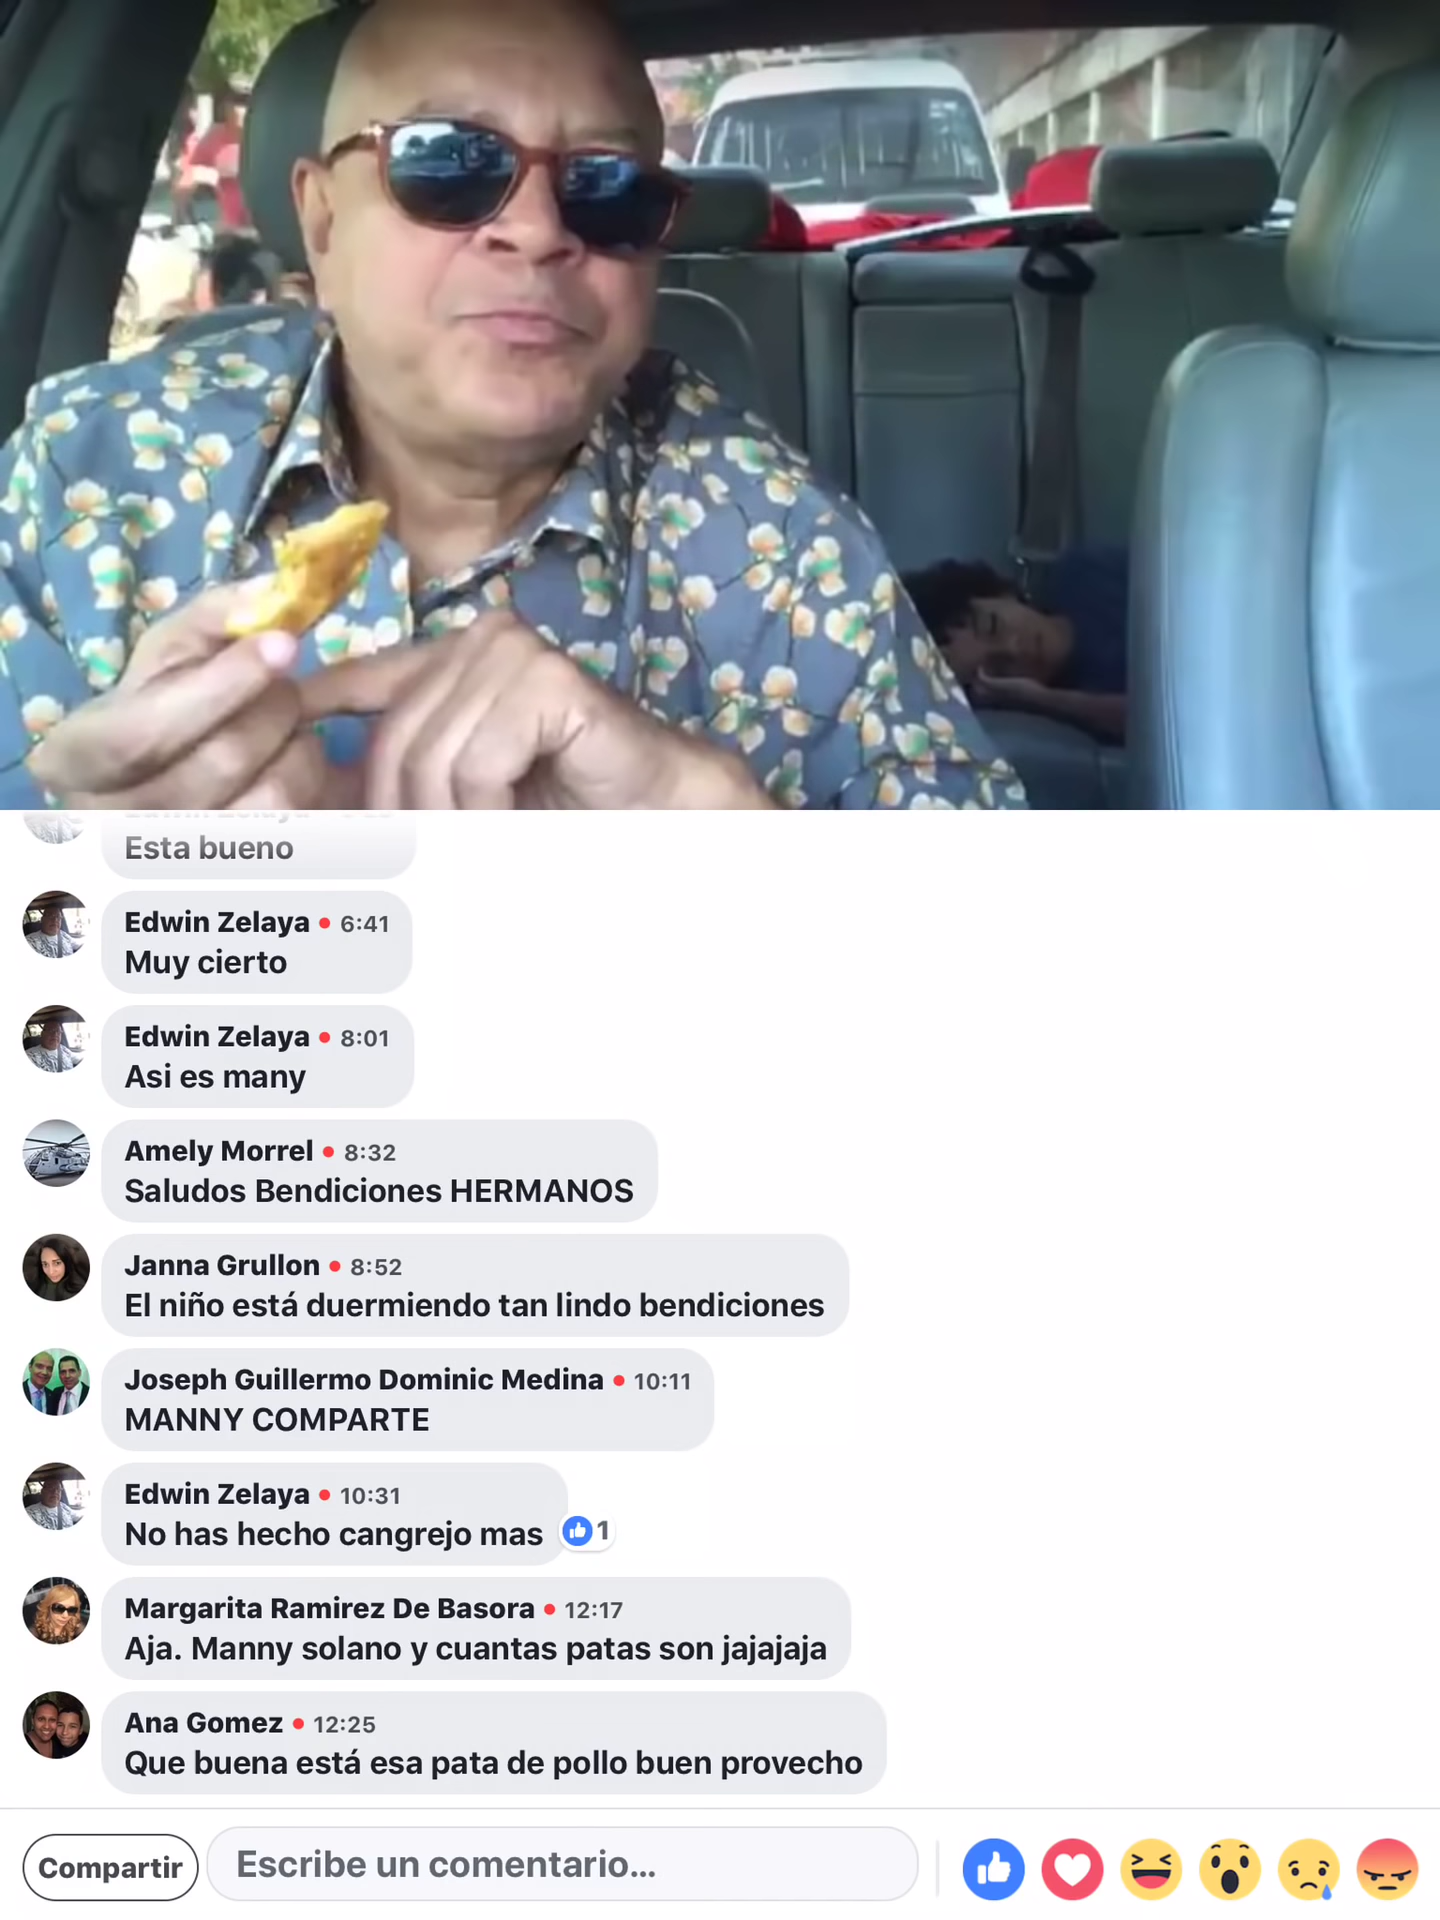 Esta bueno
Edwin Zelaya • 6:41
Muy cierto
Edwin Zelaya • 8:01
Asi es many
Amely Morrel • 8:32
Saludos Bendiciones HERMANOS
Janna Grullon • 8:52
El niño está duermiendo tan lindo bendiciones
Joseph Guillermo Dominic Medina • 10:11
MANNY COMPARTE
Edwin Zelaya • 10:31
No has hecho cangrejo mas 1
Margarita Ramirez De Basora • 12:17
Aja. Manny solano y cuantas patas son jajajaja
Ana Gomez • 12:25
Que buena está esa pata de pollo buen provecho
Compartir Escribe un comentario...